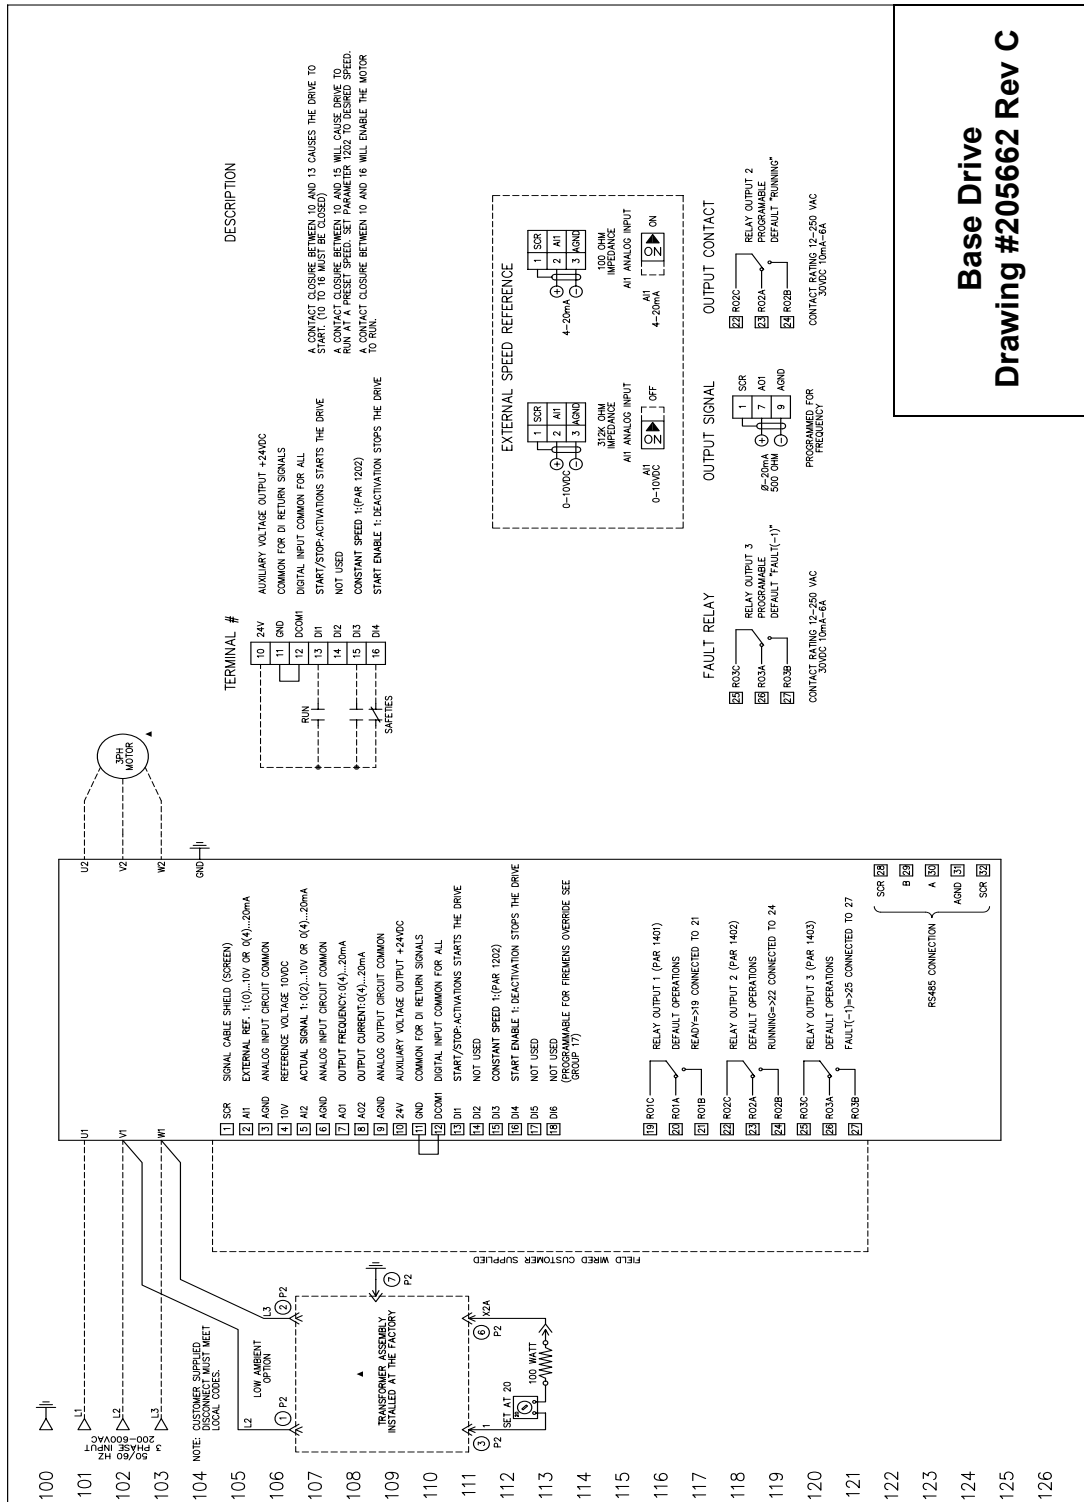 Base Drive
Drawing #205662 Rev C
100
101
102
103
104
105
106
107
108
109
110
111
112
113
114
115
116
117
118
119
120
121
122
123
124
125
126
L1
L2
L3
50/60 HZ
3 PHASE INPUT
200-600VAC
NOTE: CUSTOMER SUPPLIED
DISCONNECT MUST MEET
LOCAL CODES.
L2
L3
LOW AMBIENT
OPTION
1 P2
2 P2
TRANSFORMER ASSEMBLY
INSTALLED AT THE FACTORY
7 P2
3 P2
1
6 P2
X2A
SET AT 20
100 WATT
FIELD WIRED CUSTOMER SUPPLIED
U1
V1
W1
U2
V2
W2
GND
3PH
MOTOR
1 SCR SIGNAL CABLE SHIELD (SCREEN)
2 AI1 EXTERNAL REF. 1:(0)...10V OR 0(4)...20mA
3 AGND ANALOG INPUT CIRCUIT COMMON
4 10V REFERENCE VOLTAGE 10VDC
5 AI2 ACTUAL SIGNAL 1:0(2)...10V OR 0(4)...20mA
6 AGND ANALOG INPUT CIRCUIT COMMON
7 AO1 OUTPUT FREQUENCY:0(4)...20mA
8 AO2 OUTPUT CURRENT:0(4)...20mA
9 AGND ANALOG OUTPUT CIRCUIT COMMON
10 24V AUXILIARY VOLTAGE OUTPUT +24VDC
11 GND COMMON FOR DI RETURN SIGNALS
12 DCOM1 DIGITAL INPUT COMMON FOR ALL
13 DI1 START/STOP:ACTIVATIONS STARTS THE DRIVE
14 DI2 NOT USED
15 DI3 CONSTANT SPEED 1:(PAR 1202)
16 DI4 START ENABLE 1: DEACTIVATION STOPS THE DRIVE
17 DI5 NOT USED
18 DI6 NOT USED
(PROGRAMMABLE FOR FIREMENS OVERRIDE SEE
GROUP 17)
19 RO1C RELAY OUTPUT 1 (PAR 1401)
20 RO1A DEFAULT OPERATIONS
21 RO1B READY=>19 CONNECTED TO 21
22 RO2C RELAY OUTPUT 2 (PAR 1402)
23 RO2A DEFAULT OPERATIONS
24 RO2B RUNNING=>22 CONNECTED TO 24
25 RO3C RELAY OUTPUT 3 (PAR 1403)
26 RO3A DEFAULT OPERATIONS
27 RO3B FAULT(-1)=>25 CONNECTED TO 27
SCR 28
B 29
A 30
AGND 31
SCR 32
RS485 CONNECTION
TERMINAL #
DESCRIPTION
10 24V AUXILIARY VOLTAGE OUTPUT +24VDC
11 GND COMMON FOR DI RETURN SIGNALS
12 DCOM1 DIGITAL INPUT COMMON FOR ALL
13 DI1 START/STOP:ACTIVATIONS STARTS THE DRIVE
14 DI2 NOT USED
15 DI3 CONSTANT SPEED 1:(PAR 1202)
16 DI4 START ENABLE 1: DEACTIVATION STOPS THE DRIVE
RUN
SAFETIES
A CONTACT CLOSURE BETWEEN 10 AND 13 CAUSES THE DRIVE TO
START. (10 TO 16 MUST BE CLOSED)
A CONTACT CLOSURE BETWEEN 10 AND 15 WILL CAUSE DRIVE TO
RUN AT A PRESET SPEED. SET PARAMETER 1202 TO DESIRED SPEED.
A CONTACT CLOSURE BETWEEN 10 AND 16 WILL ENABLE THE MOTOR
TO RUN.
EXTERNAL SPEED REFERENCE
1 SCR
2 AI1
3 AGND
0-10VDC
312K OHM
IMPEDANCE
AI1 ANALOG INPUT
AI1
0-10VDC
ON
OFF
1 SCR
2 AI1
3 AGND
4-20mA
100 OHM
IMPEDANCE
AI1 ANALOG INPUT
AI1
4-20mA
ON
ON
FAULT RELAY
25 RO3C
26 RO3A
27 RO3B
RELAY OUTPUT 3
PROGRAMABLE
DEFAULT "FAULT(-1)"
CONTACT RATING 12-250 VAC
30VDC 10mA-6A
OUTPUT SIGNAL
1 SCR
7 AO1
9 AGND
Ø-20mA
500 OHM
PROGRAMMED FOR
FREQUENCY
OUTPUT CONTACT
22 RO2C
23 RO2A
24 RO2B
RELAY OUTPUT 2
PROGRAMABLE
DEFAULT "RUNNING"
CONTACT RATING 12-250 VAC
30VDC 10mA-6A